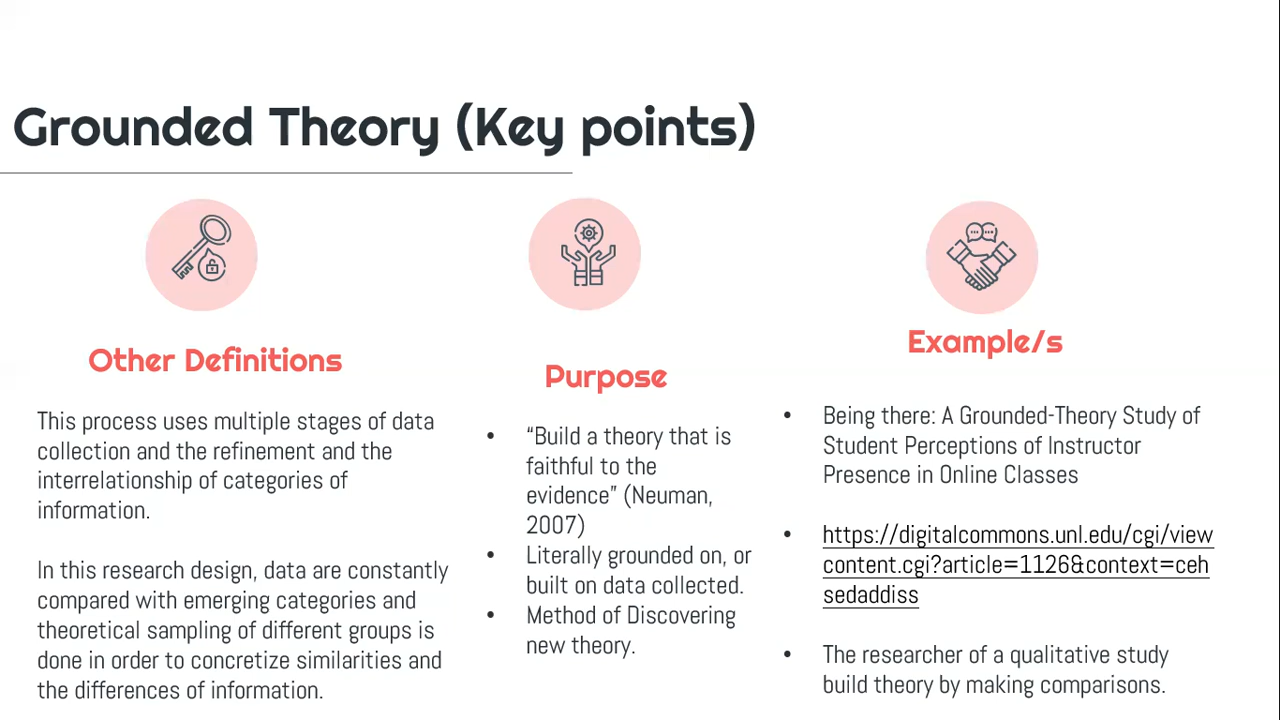 Grounded Theory (Key points)
Other Definitions
This process uses multiple stages of data
collection and the refinement and the
interrelationship of categories of
information.
In this research design, data are constantly
compared with emerging categories and
theoretical sampling of different groups is
done in order to concretize similarities and
the differences of information.
Purpose
• “Build a theory that is
faithful to the
evidence” (Neuman,
2007)
• Literally grounded on, or
built on data collected.
• Method of Discovering
new theory.
Example/s
• Being there: A Grounded-Theory Study of
Student Perceptions of Instructor
Presence in Online Classes
• https://digitalcommons.unl.edu/cgi/view
content.cgi?article=1126&context=ceh
sedaddiss
• The researcher of a qualitative study
build theory by making comparisons.